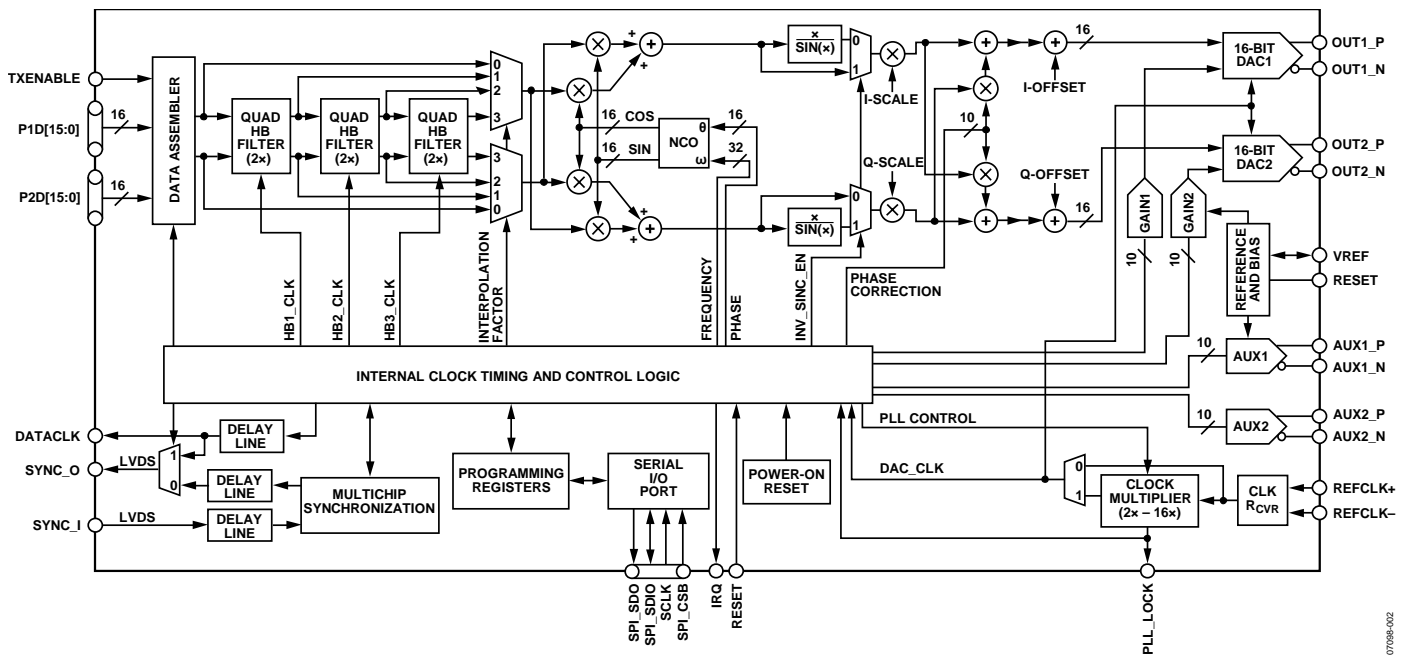 TXENABLE
P1D[15:0]
16
P2D[15:0]
16
DATA ASSEMBLER
QUAD
HB
FILTER
(2×)
QUAD
HB
FILTER
(2×)
QUAD
HB
FILTER
(2×)
0
1
2
3
3
2
1
0
HB1_CLK
HB2_CLK
HB3_CLK
INTERPOLATION
FACTOR
×
×
×
×
+
+
+
+
+
+
16
COS
16
SIN
NCO
θ
ω
16
32
FREQUENCY
PHASE
×
SIN(×)
0
1
×
SIN(×)
0
1
INV_SINC_EN
×
I-SCALE
Q-SCALE
×
10
PHASE
CORRECTION
+
+
×
×
+
+
I-OFFSET
Q-OFFSET
16
16
16-BIT
DAC1
16-BIT
DAC2
OUT1_P
OUT1_N
OUT2_P
OUT2_N
GAIN1
GAIN2
10
10
REFERENCE
AND BIAS
VREF
RESET
10
AUX1
AUX1_P
AUX1_N
10
AUX2
AUX2_P
AUX2_N
INTERNAL CLOCK TIMING AND CONTROL LOGIC
DATACLK
DELAY
LINE
SYNC_O
LVDS
1
0
DELAY
LINE
SYNC_I
LVDS
DELAY
LINE
MULTICHIP
SYNCHRONIZATION
PROGRAMMING
REGISTERS
SERIAL
I/O
PORT
POWER-ON
RESET
PLL CONTROL
DAC_CLK
0
1
CLOCK
MULTIPLIER
(2× – 16×)
CLK
RCVR
REFCLK+
REFCLK–
SPI_SDO
SPI_SDIO
SCLK
SPI_CSB
IRQ
RESET
PLL_LOCK
07098-002